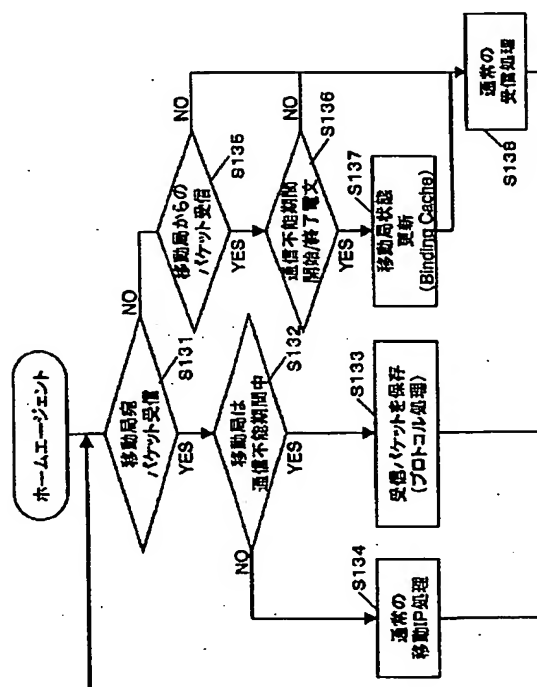 ホームエージェント
移動局宛
パケット受信
S131
NO
YES
移動局は
通信不能期間中
S132
NO
YES
受信パケットを保存
(プロトコル処理)
S133
通常の
移動IP処理
S134
移動局からの
パケット受信
S135
NO
YES
通信不能期間
開始/終了電文
S136
NO
YES
移動局状態
更新
(Binding Cache)
S137
通常の
受信処理
S138